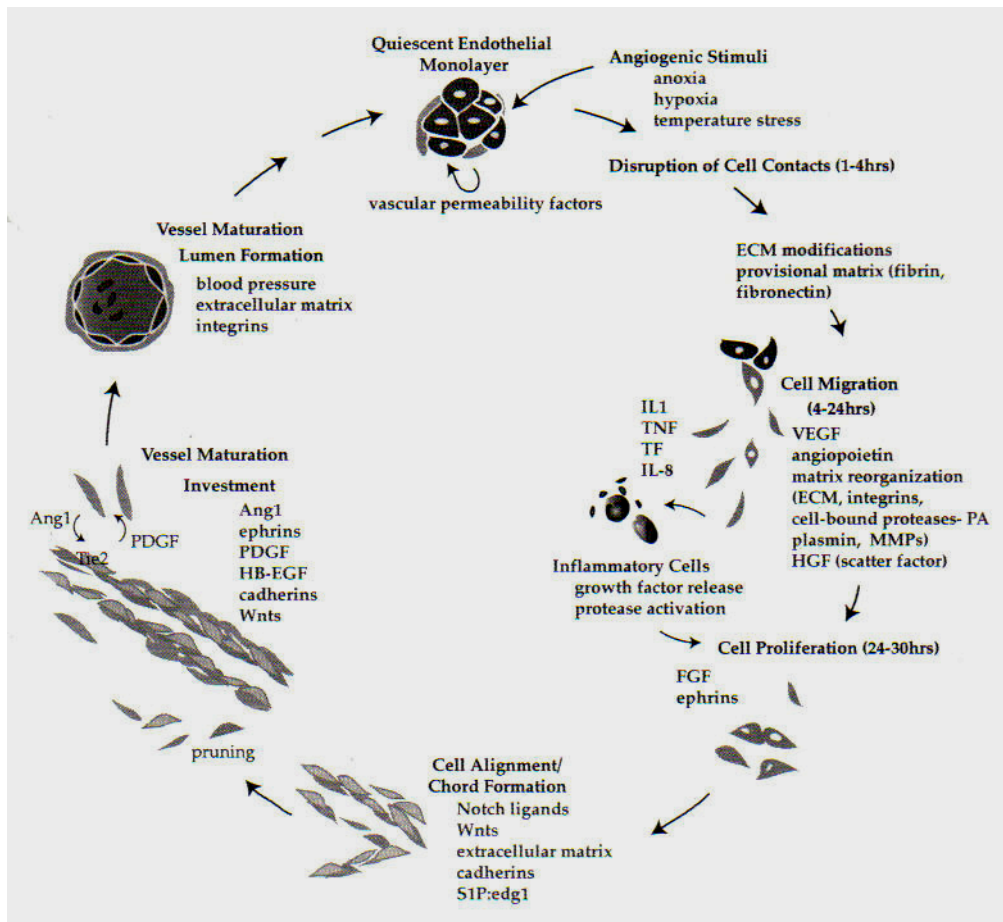 Quiescent Endothelial
Monolayer
Angiogenic Stimuli
anoxia
hypoxia
temperature stress
vascular permeability factors
Disruption of Cell Contacts (1-4hrs)
ECM modifications
provisional matrix (fibrin,
fibronectin)
Cell Migration
(4-24hrs)
VEGF
angiopoietin
matrix reorganization
(ECM, integrins,
cell-bound proteases- PA
plasmin, MMPs)
HGF (scatter factor)
IL1
TNF
TF
IL-8
Inflammatory Cells
growth factor release
protease activation
Cell Proliferation (24-30hrs)
FGF
ephrins
Cell Alignment/
Chord Formation
Notch ligands
Wnts
extracellular matrix
cadherins
S1P:edg1
pruning
Vessel Maturation
Investment
Ang1
ephrins
PDGF
HB-EGF
cadherins
Wnts
Ang1
PDGF
Tie2
Vessel Maturation
Lumen Formation
blood pressure
extracellular matrix
integrins